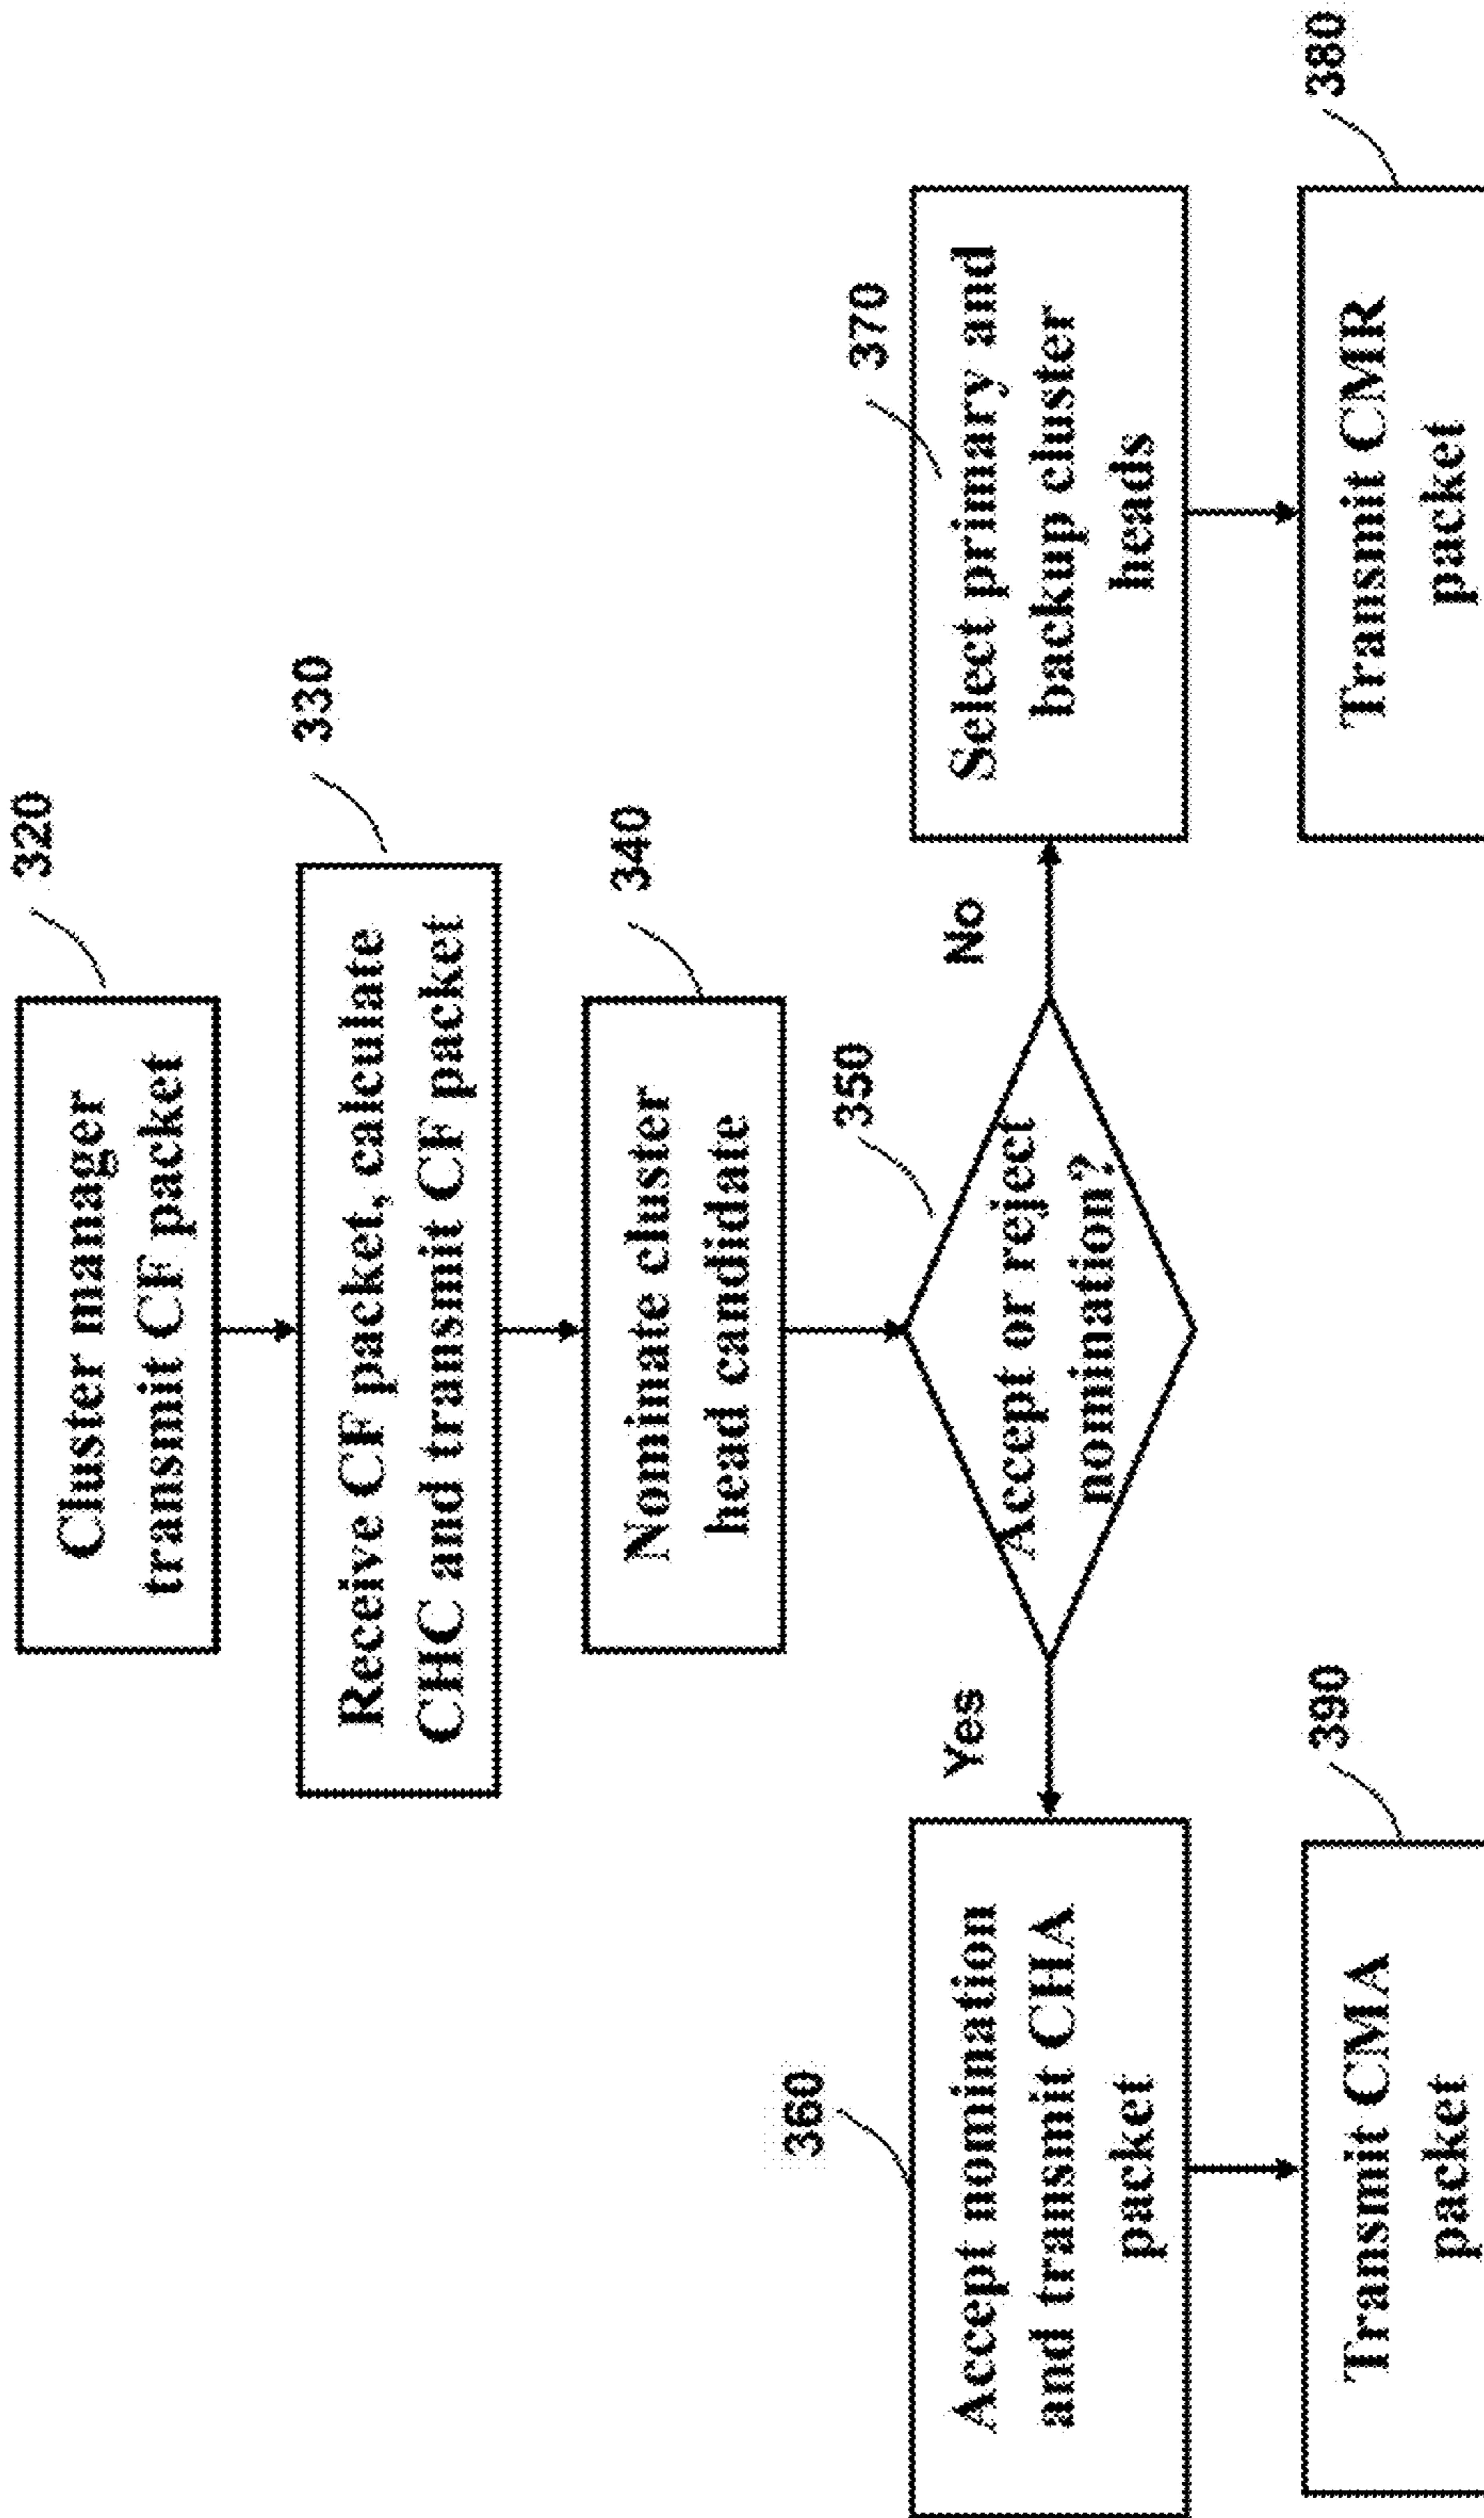 320
Cluster manager
transmit CF packet
330
Receive CF packet, calculate
CHC and transmit CF packet
340
Nominate cluster
head candidate
350
Accept or reject
nomination?
Yes
No
360
Accept nomination
and transmit CHA
packet
370
Select primary and
backup cluster
heads
390
Transmit CMA
packet
380
Transmit CMR
packet